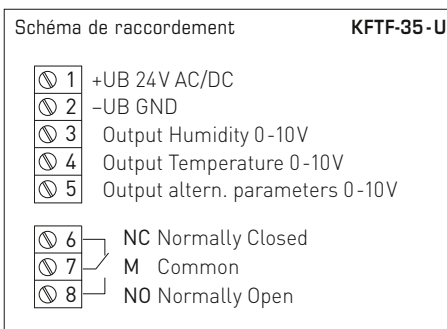 Schéma de raccordement KFTF-35-U
1 +UB 24V AC/DC
2 –UB GND
3 Output Humidity 0-10V
4 Output Temperature 0-10V
5 Output altern. parameters 0-10V
6 NC Normally Closed
7 M Common
8 NO Normally Open